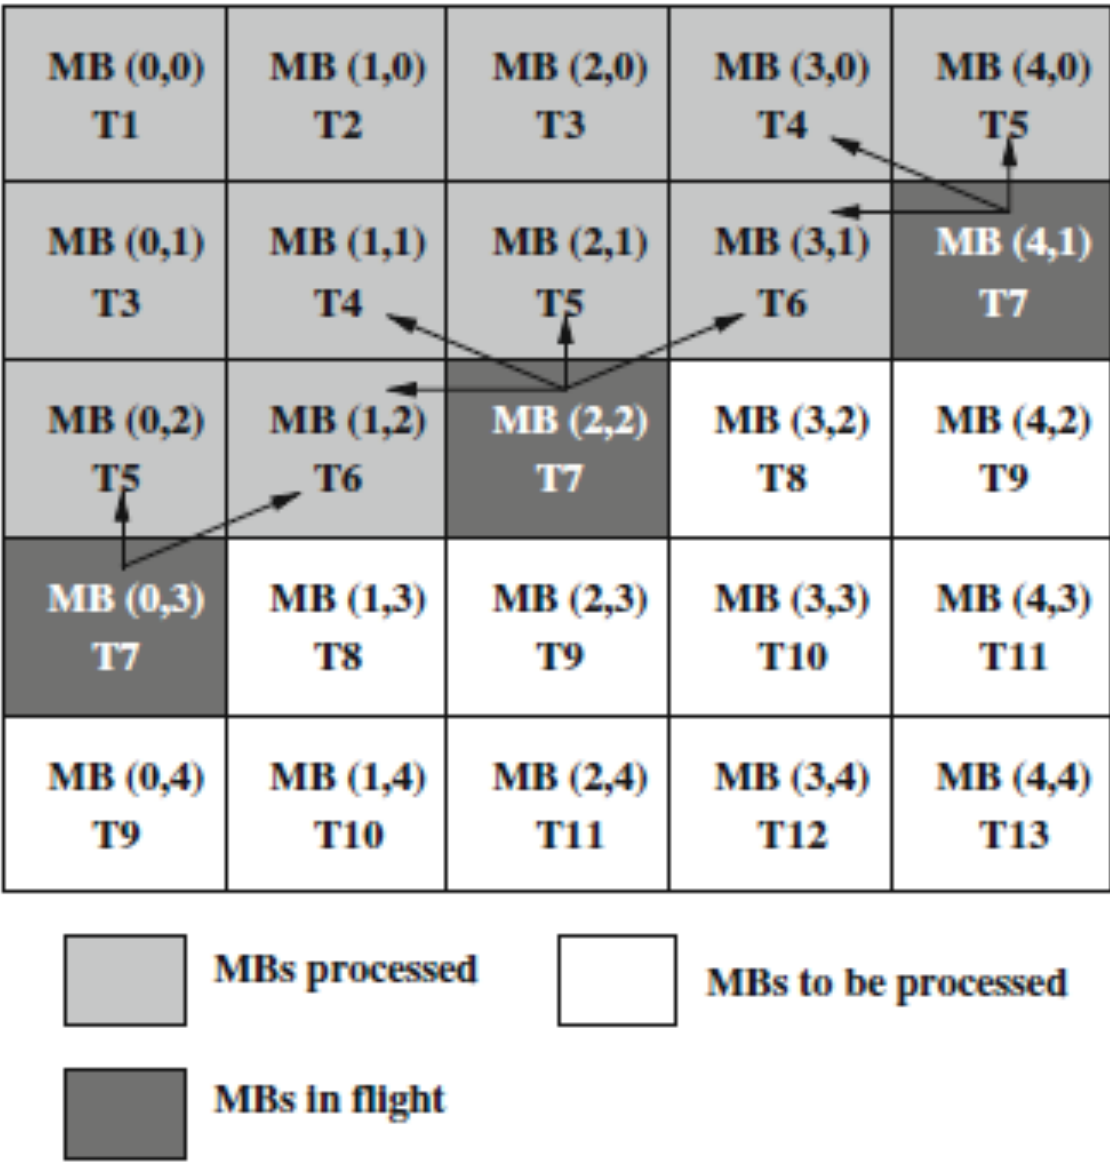 MB (0,0) MB (1,0) MB (2,0) MB (3,0) MB (4,0)
T1 T2 T3 T4 T5
MB (0,1) MB (1,1) MB (2,1) MB (3,1) MB (4,1)
T3 T4 T5 T6 T7
MB (0,2) MB (1,2) MB (2,2) MB (3,2) MB (4,2)
T5 T6 T7 T8 T9
MB (0,3) MB (1,3) MB (2,3) MB (3,3) MB (4,3)
T7 T8 T9 T10 T11
MB (0,4) MB (1,4) MB (2,4) MB (3,4) MB (4,4)
T9 T10 T11 T12 T13
MBs processed
MBs to be processed
MBs in flight